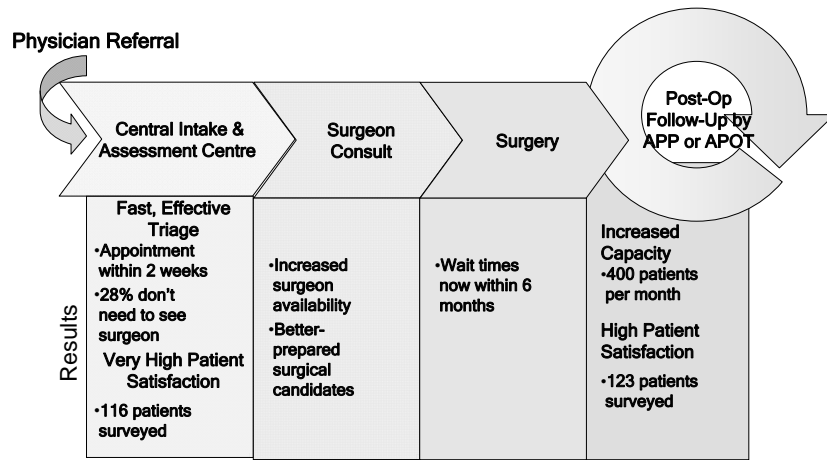 Physician Referral
Central Intake &
Assessment Centre
Surgeon
Consult
Surgery
Post-Op
Follow-Up by
APP or APOT
Results
Fast, Effective
Triage
•Appointment
within 2 weeks
•28% don't
need to see
surgeon
Very High Patient
Satisfaction
•116 patients
surveyed
•Increased
surgeon
availability
•Better-
prepared
surgical
candidates
•Wait times
now within 6
months
Increased
Capacity
•400 patients
per month
High Patient
Satisfaction
•123 patients
surveyed